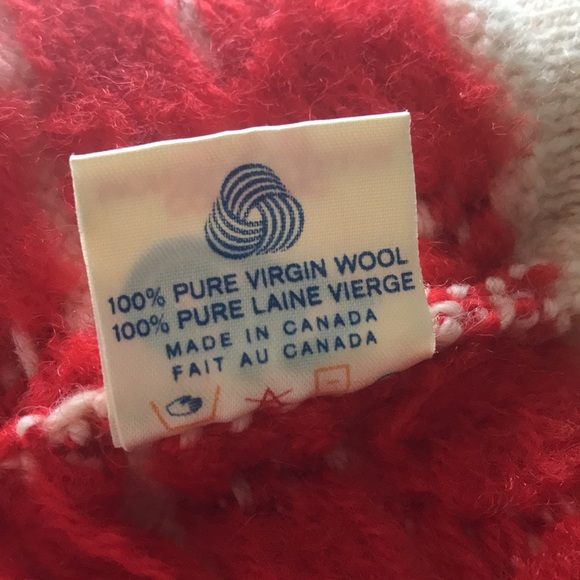 100% PURE VIRGIN WOOL
100% PURE LAINE VIERGE
MADE IN CANADA
FAIT AU CANADA